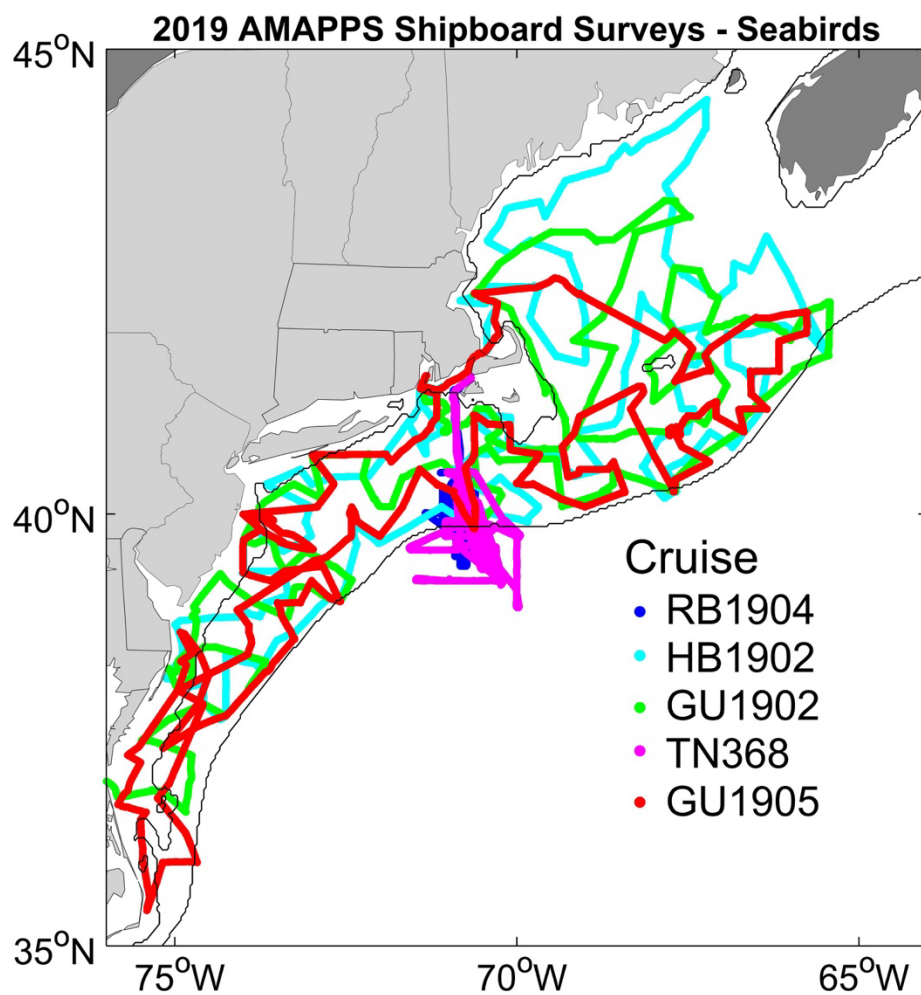 2019 AMAPPS Shipboard Surveys - Seabirds
45°N
40°N
Cruise
RB1904
HB1902
GU1902
TN368
GU1905
35°N
75°W
70°W
65°W